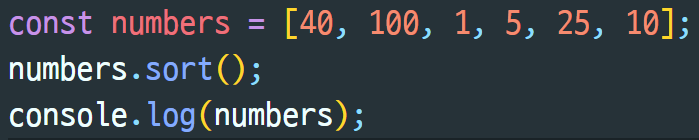 const numbers = [40, 100, 1, 5, 25, 10];
numbers.sort();
console.log(numbers);